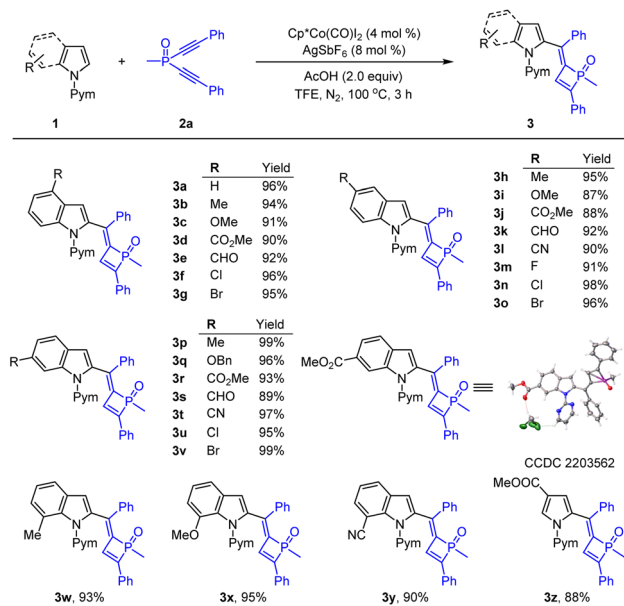 R
N
Pym
1
+
Ph
O
P
Ph
2a
Cp*Co(CO)I₂ (4 mol %)
AgSbF₆ (8 mol %)
AcOH (2.0 equiv)
TFE, N₂, 100 °C, 3 h
R
N
Pym
Ph
O
P
Ph
3
R
N
Pym
Ph
O
P
Ph
R Yield
3a H 96%
3b Me 94%
3c OMe 91%
3d CO₂Me 90%
3e CHO 92%
3f Cl 96%
3g Br 95%
R
N
Pym
Ph
O
P
Ph
R Yield
3h Me 95%
3i OMe 87%
3j CO₂Me 88%
3k CHO 92%
3l CN 90%
3m F 91%
3n Cl 98%
3o Br 96%
R
N
Pym
Ph
O
P
Ph
R Yield
3p Me 99%
3q OBn 96%
3r CO₂Me 93%
3s CHO 89%
3t CN 97%
3u Cl 95%
3v Br 99%
MeO₂C
N
Pym
Ph
O
P
Ph
CCDC 2203562
Me
N
Pym
Ph
O
P
Ph
3w, 93%
MeO
N
Pym
Ph
O
P
Ph
3x, 95%
NC
N
Pym
Ph
O
P
Ph
3y, 90%
MeOOC
N
Pym
Ph
O
P
Ph
3z, 88%